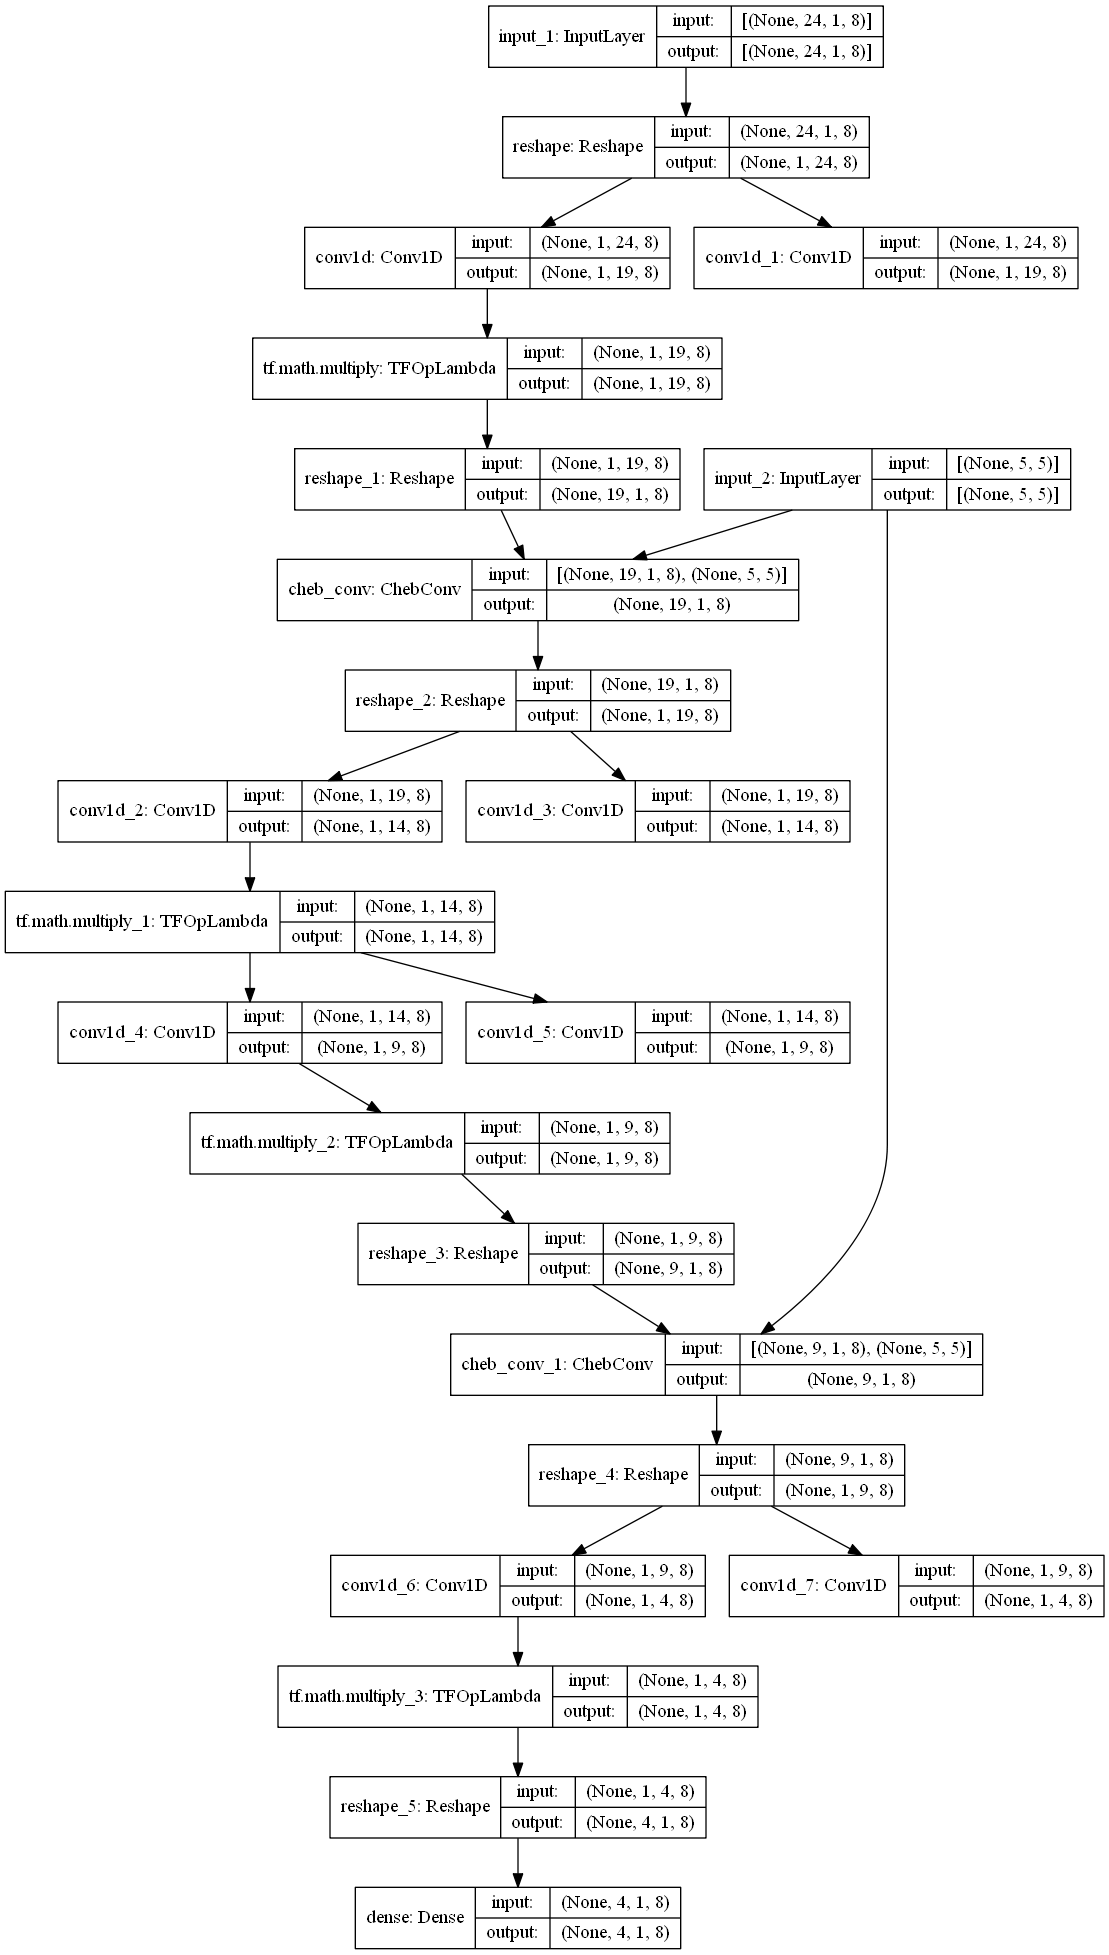 input_1: InputLayer
input: [(None, 24, 1, 8)]
output: [(None, 24, 1, 8)]
reshape: Reshape
input: (None, 24, 1, 8)
output: (None, 1, 24, 8)
conv1d: Conv1D
input: (None, 1, 24, 8)
output: (None, 1, 19, 8)
conv1d_1: Conv1D
input: (None, 1, 24, 8)
output: (None, 1, 19, 8)
tf.math.multiply: TFOpLambda
input: (None, 1, 19, 8)
output: (None, 1, 19, 8)
reshape_1: Reshape
input: (None, 1, 19, 8)
output: (None, 19, 1, 8)
input_2: InputLayer
input: [(None, 5, 5)]
output: [(None, 5, 5)]
cheb_conv: ChebConv
input: [(None, 19, 1, 8), (None, 5, 5)]
output: (None, 19, 1, 8)
reshape_2: Reshape
input: (None, 19, 1, 8)
output: (None, 1, 19, 8)
conv1d_2: Conv1D
input: (None, 1, 19, 8)
output: (None, 1, 14, 8)
conv1d_3: Conv1D
input: (None, 1, 19, 8)
output: (None, 1, 14, 8)
tf.math.multiply_1: TFOpLambda
input: (None, 1, 14, 8)
output: (None, 1, 14, 8)
conv1d_4: Conv1D
input: (None, 1, 14, 8)
output: (None, 1, 9, 8)
conv1d_5: Conv1D
input: (None, 1, 14, 8)
output: (None, 1, 9, 8)
tf.math.multiply_2: TFOpLambda
input: (None, 1, 9, 8)
output: (None, 1, 9, 8)
reshape_3: Reshape
input: (None, 1, 9, 8)
output: (None, 9, 1, 8)
cheb_conv_1: ChebConv
input: [(None, 9, 1, 8), (None, 5, 5)]
output: (None, 9, 1, 8)
reshape_4: Reshape
input: (None, 9, 1, 8)
output: (None, 1, 9, 8)
conv1d_6: Conv1D
input: (None, 1, 9, 8)
output: (None, 1, 4, 8)
conv1d_7: Conv1D
input: (None, 1, 9, 8)
output: (None, 1, 4, 8)
tf.math.multiply_3: TFOpLambda
input: (None, 1, 4, 8)
output: (None, 1, 4, 8)
reshape_5: Reshape
input: (None, 1, 4, 8)
output: (None, 4, 1, 8)
dense: Dense
input: (None, 4, 1, 8)
output: (None, 4, 1, 8)